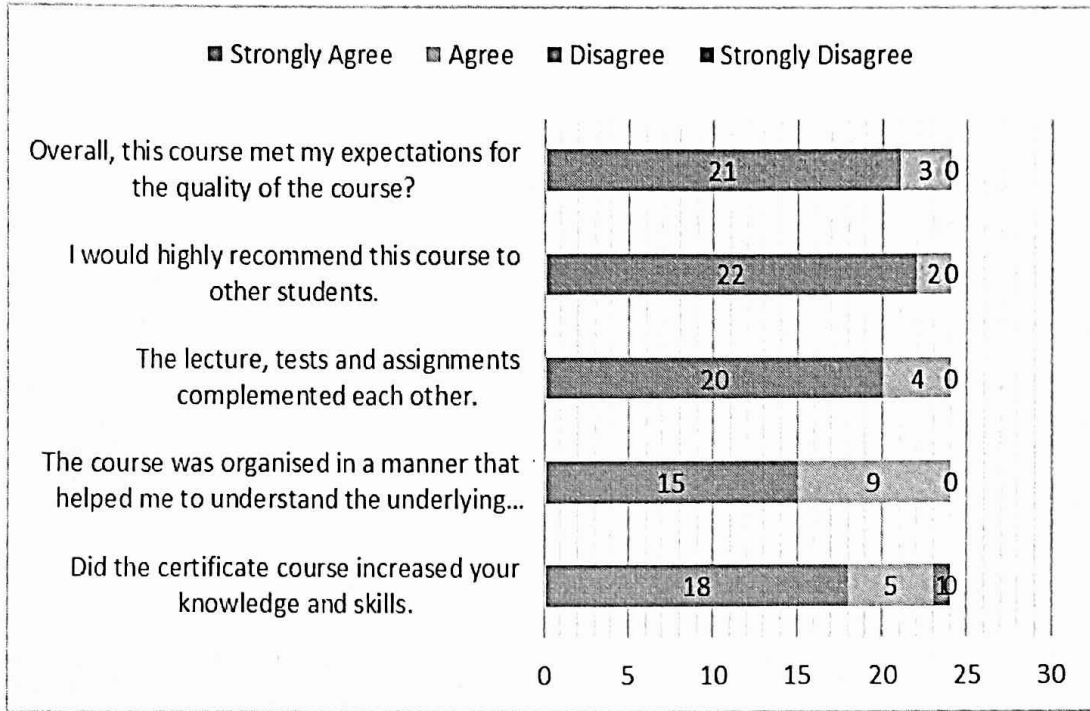 Strongly Agree Agree Disagree Strongly Disagree
Overall, this course met my expectations for
the quality of the course?
21 3 0
I would highly recommend this course to
other students.
22 2 0
The lecture, tests and assignments
complemented each other.
20 4 0
The course was organised in a manner that
helped me to understand the underlying...
15 9 0
Did the certificate course increased your
knowledge and skills.
18 5 1 0
0 5 10 15 20 25 30